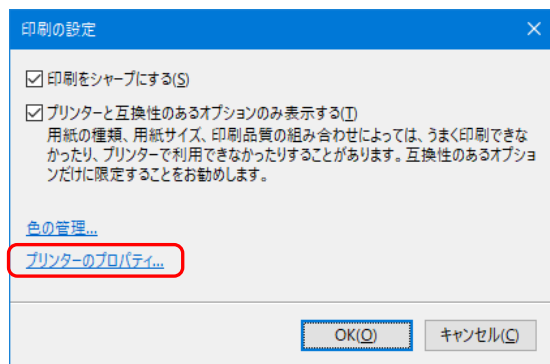 印刷の設定
印刷をシャープにする(S)
プリンターと互換性のあるオプションのみ表示する(T)
用紙の種類、用紙サイズ、印刷品質の組み合わせによっては、うまく印刷できな
かったり、プリンターで利用できなかったりすることがあります。互換性のあるオプショ
ンだけに限定することをお勧めします。
色の管理...
プリンターのプロパティ...
OK(O) キャンセル(C)